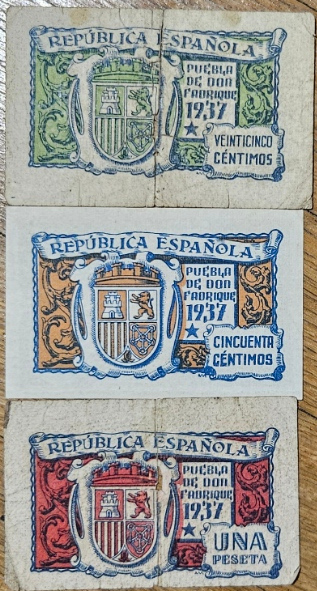 REPÚBLICA ESPAÑOLA
PUEBLA
DE DON
FADRIQUE
1937
VEINTICINCO
CÉNTIMOS
REPÚBLICA ESPAÑOLA
PUEBLA
DE DON
FADRIQUE
1937
CINCUENTA
CÉNTIMOS
REPÚBLICA ESPAÑOLA
PUEBLA
DE DON
FADRIQUE
1937
UNA
PESETA